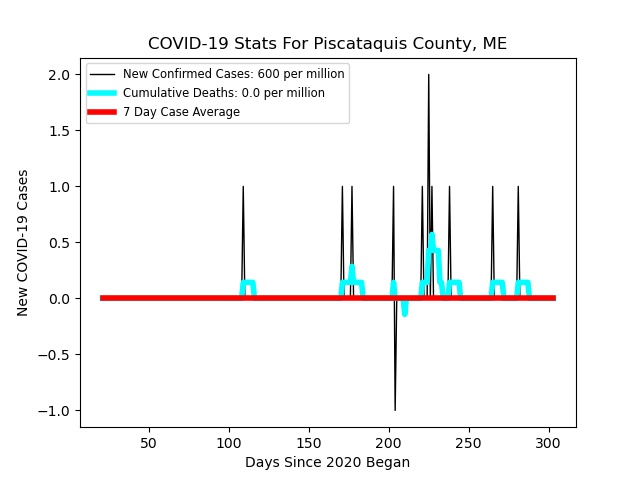 COVID-19 Stats For Piscataquis County, ME
New Confirmed Cases: 600 per million
Cumulative Deaths: 0.0 per million
7 Day Case Average
2.0
1.5
1.0
0.5
0.0
−0.5
−1.0
New COVID-19 Cases
50
100
150
200
250
300
Days Since 2020 Began